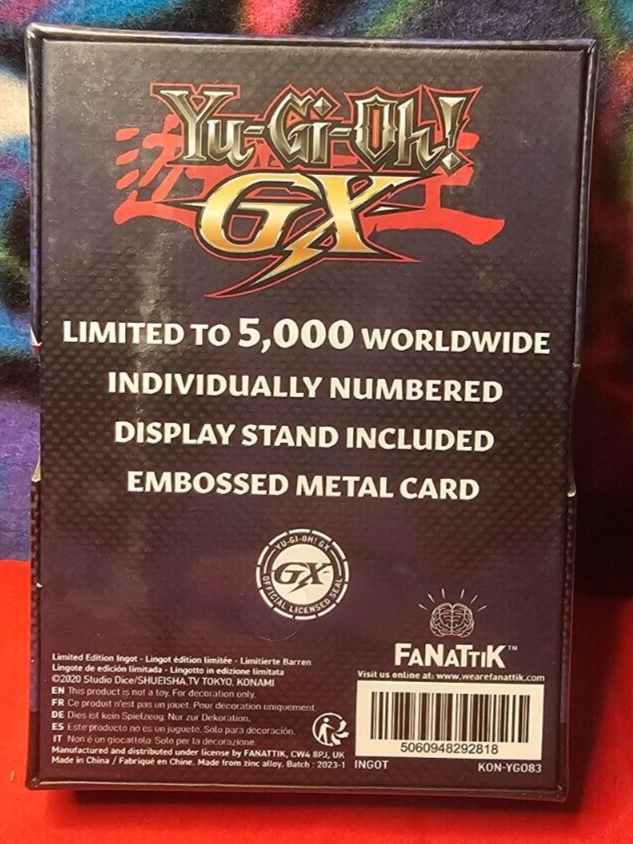 Yu-Gi-Oh!
GX
LIMITED TO 5,000 WORLDWIDE
INDIVIDUALLY NUMBERED
DISPLAY STAND INCLUDED
EMBOSSED METAL CARD
YU-GI-OH! GX
GX
OFFICIAL LICENSED SEAL
FANATTIK™
Visit us online at: www.wearefanattik.com
Limited Edition Ingot - Lingot édition limitée - Limitierte Barren
Lingote de edición limitada - Lingotto in edizione limitata
©2020 Studio Dice/SHUEISHA, TV TOKYO, KONAMI
EN This product is not a toy. For decoration only.
FR Ce produit n'est pas un jouet. Pour décoration uniquement.
DE Dies ist kein Spielzeug. Nur zur Dekoration.
ES Este producto no es un juguete. Solo para decoración.
IT Non è un giocattolo. Solo per la decorazione.
Manufactured and distributed under license by FANATTIK, CW4 8PJ, UK
Made in China / Fabriqué en Chine. Made from zinc alloy. Batch : 2023-1
5060948292818
INGOT
KON-YGO83